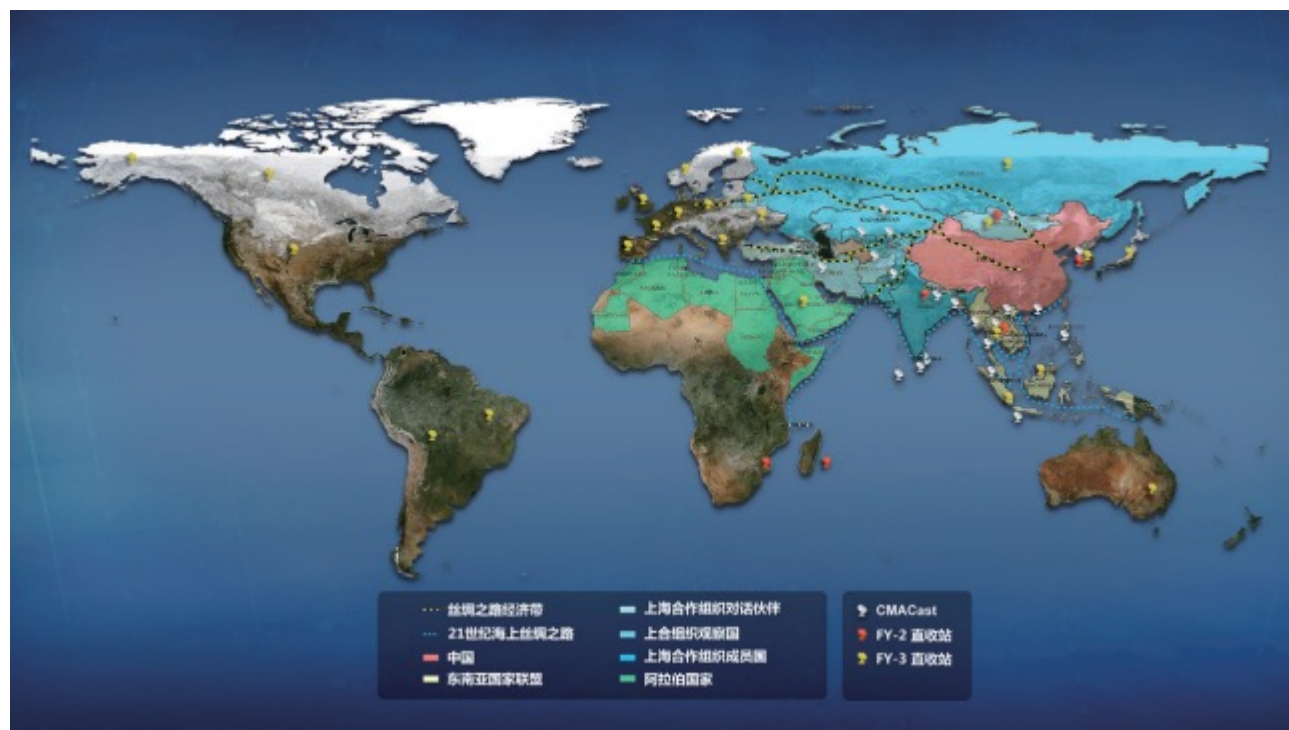 丝绸之路经济带
21世纪海上丝绸之路
中国
东南亚国家联盟
上海合作组织对话伙伴
上合组织观察国
上海合作组织成员国
阿拉伯国家
CMACast
FY-2 直收站
FY-3 直收站